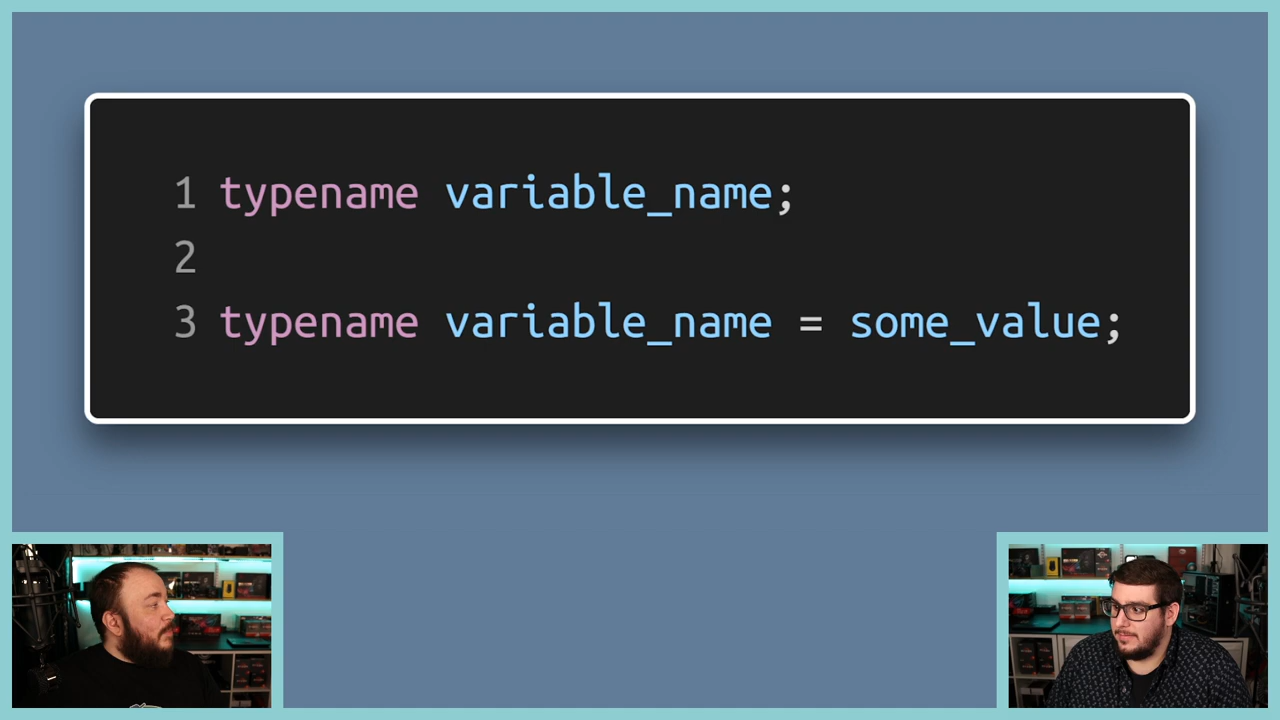 1 typename variable_name;
2
3 typename variable_name = some_value;